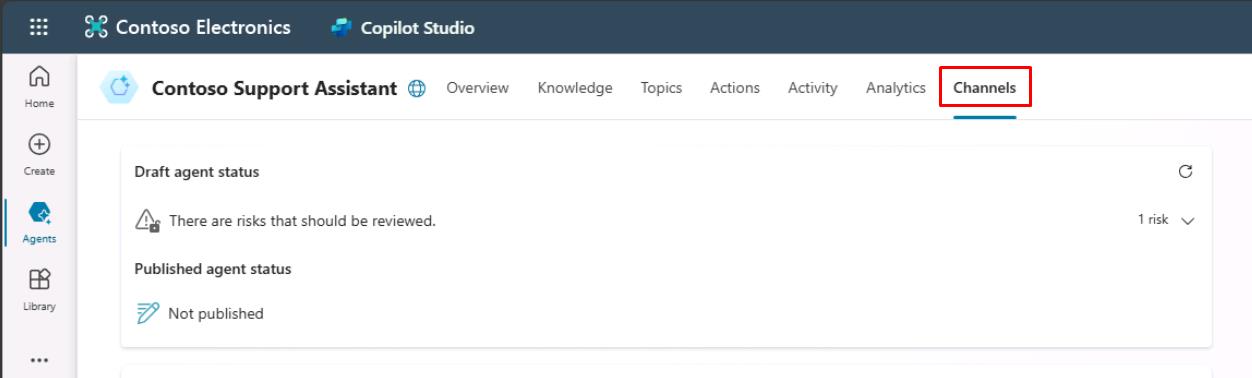 Contoso Electronics Copilot Studio
Contoso Support Assistant Overview Knowledge Topics Actions Activity Analytics Channels
Home
Create
Agents
Library
Draft agent status
There are risks that should be reviewed. 1 risk
Published agent status
Not published